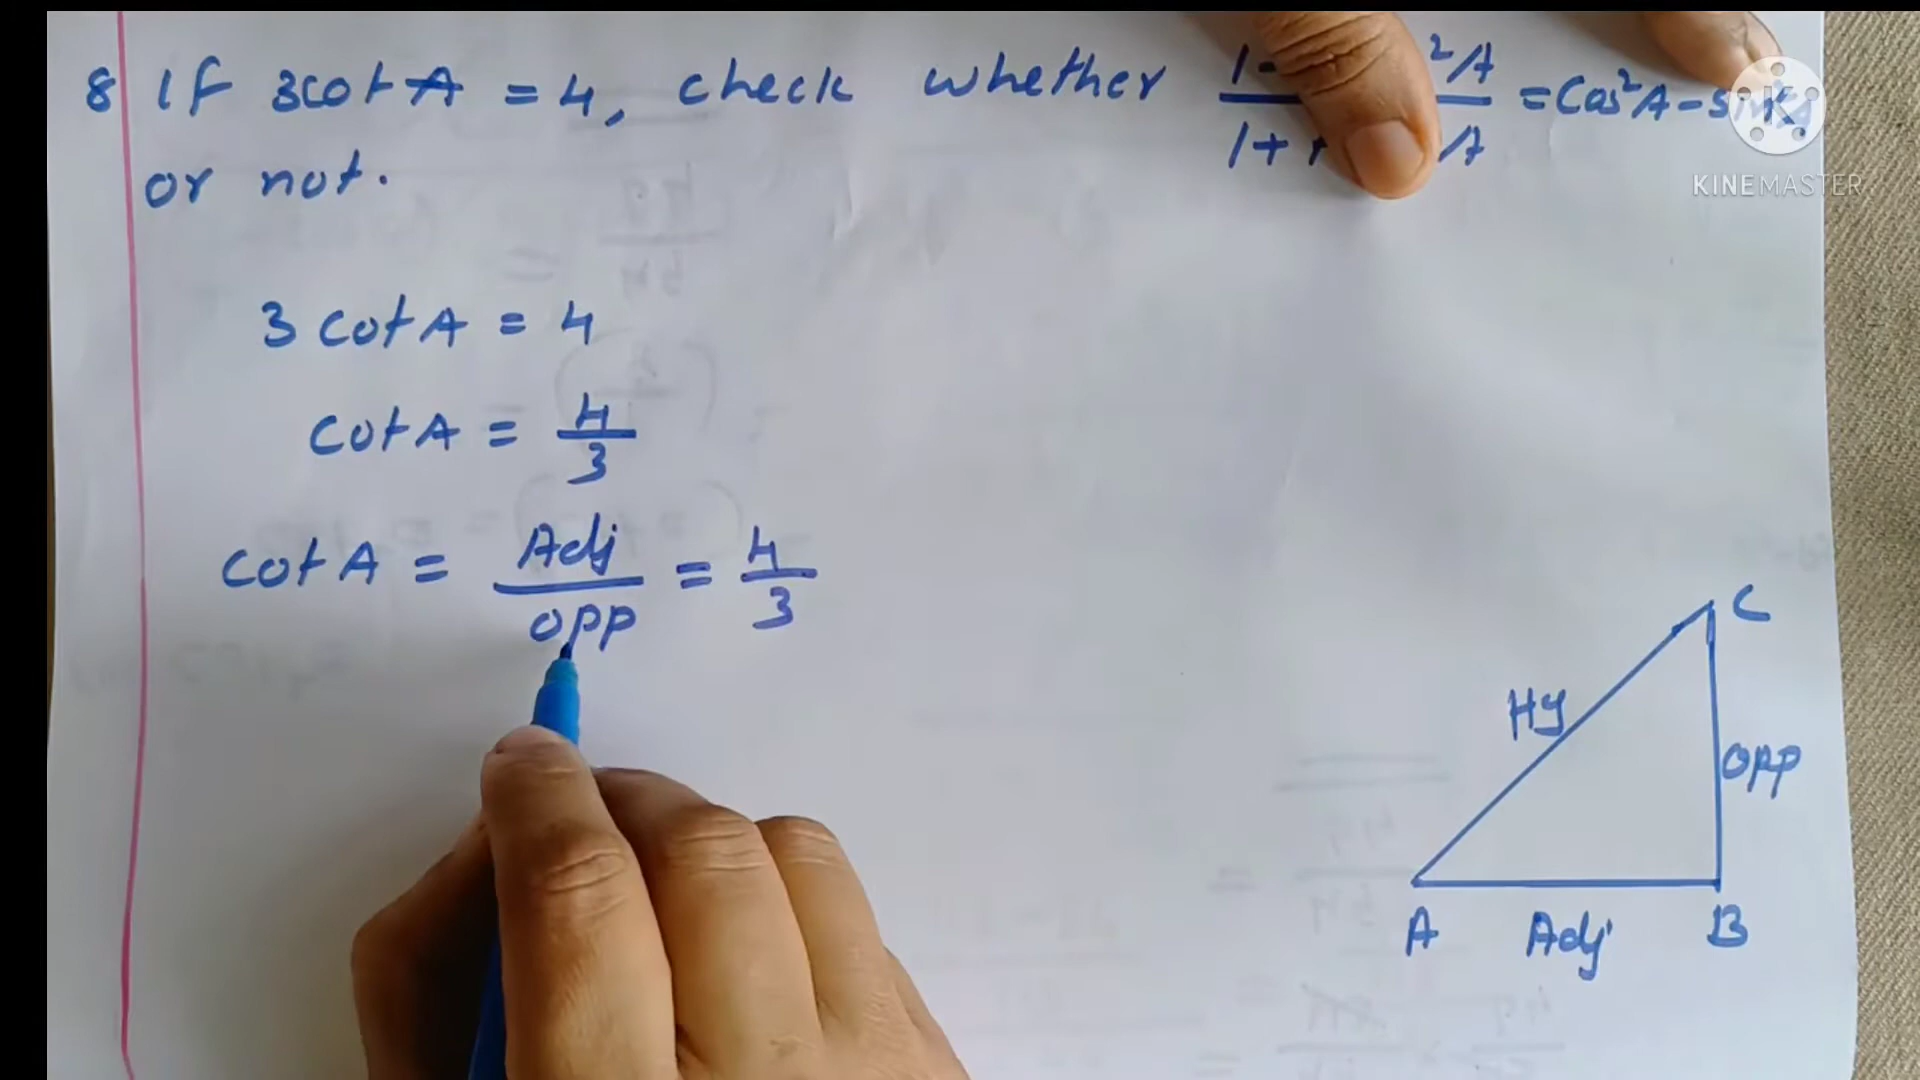 8 If 3cot A = 4, check whether 1- ²A / 1+ A = Cos²A - 
or not.
KINEMASTER
3 cot A = 4
cot A = 4/3
cot A = Adj/opp = 4/3
C
Hy
opp
A Adj B